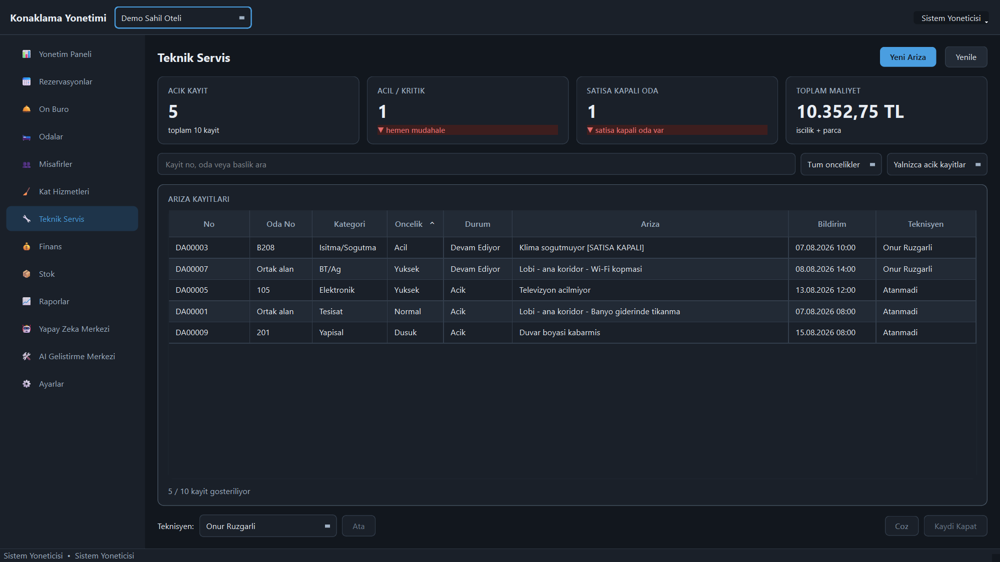 Konaklama Yonetimi
Demo Sahil Oteli
Sistem Yoneticisi
Yonetim Paneli
Rezervasyonlar
On Buro
Odalar
Misafirler
Kat Hizmetleri
Teknik Servis
Finans
Stok
Raporlar
Yapay Zeka Merkezi
AI Gelistirme Merkezi
Ayarlar
Teknik Servis
Yeni Ariza
Yenile
ACIK KAYIT
5
toplam 10 kayit
ACIL / KRITIK
1
▼ hemen mudahale
SATISA KAPALI ODA
1
▼ satisa kapali oda var
TOPLAM MALIYET
10.352,75 TL
iscilik + parca
Kayit no, oda veya baslik ara
Tum oncelikler
Yalnizca acik kayitlar
ARIZA KAYITLARI
No Oda No Kategori Oncelik Durum Ariza Bildirim Teknisyen
DA00003 B208 Isitma/Sogutma Acil Devam Ediyor Klima sogutmuyor [SATISA KAPALI] 07.08.2026 10:00 Onur Ruzgarli
DA00007 Ortak alan BT/Ag Yuksek Devam Ediyor Lobi - ana koridor - Wi-Fi kopmasi 08.08.2026 14:00 Onur Ruzgarli
DA00005 105 Elektronik Yuksek Acik Televizyon acilmiyor 13.08.2026 12:00 Atanmadi
DA00001 Ortak alan Tesisat Normal Acik Lobi - ana koridor - Banyo giderinde tikanma 07.08.2026 08:00 Atanmadi
DA00009 201 Yapisal Dusuk Acik Duvar boyasi kabarmis 15.08.2026 08:00 Atanmadi
5 / 10 kayit gosteriliyor
Teknisyen: Onur Ruzgarli Ata
Coz Kaydi Kapat
Sistem Yoneticisi • Sistem Yoneticisi